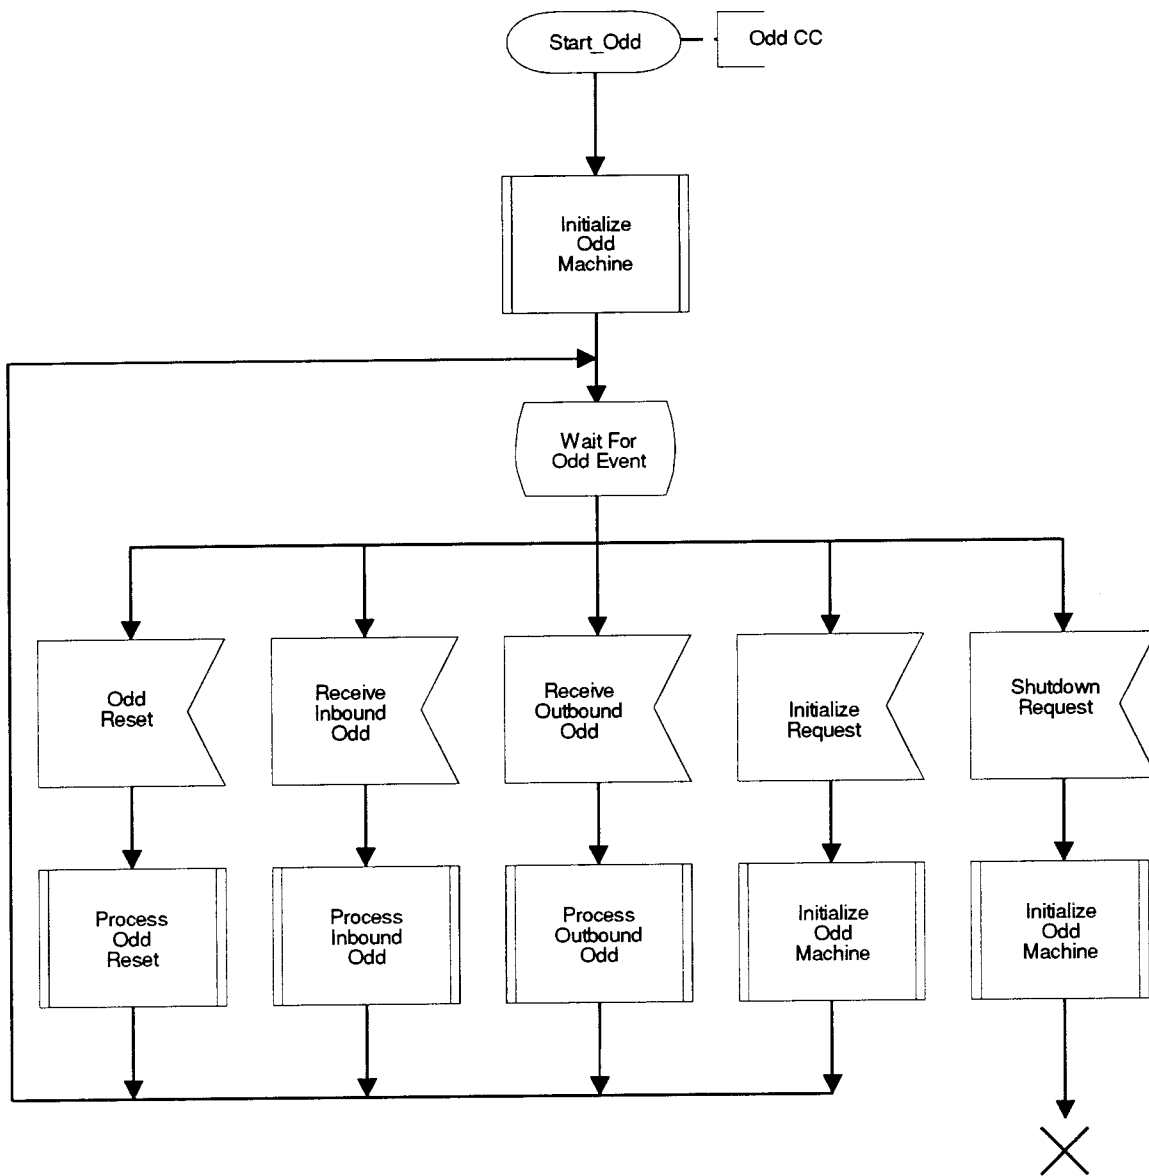 Start_Odd
Odd CC
Initialize
Odd
Machine
Wait For
Odd Event
Odd
Reset
Receive
Inbound
Odd
Receive
Outbound
Odd
Initialize
Request
Shutdown
Request
Process
Odd
Reset
Process
Inbound
Odd
Process
Outbound
Odd
Initialize
Odd
Machine
Initialize
Odd
Machine